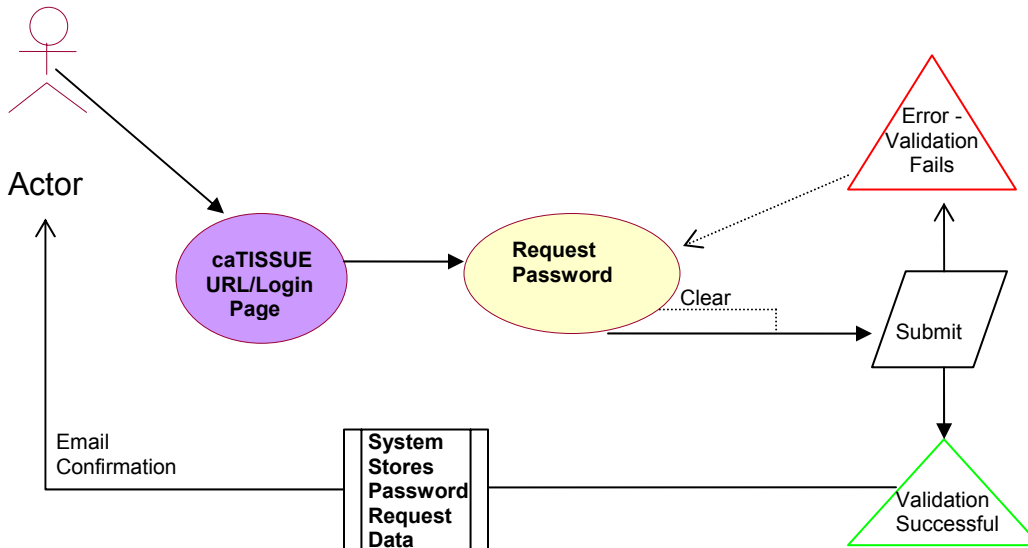 Actor
caTISSUE
URL/Login
Page
Request
Password
Clear
Error -
Validation
Fails
Submit
Email
Confirmation
System
Stores
Password
Request
Data
Validation
Successful